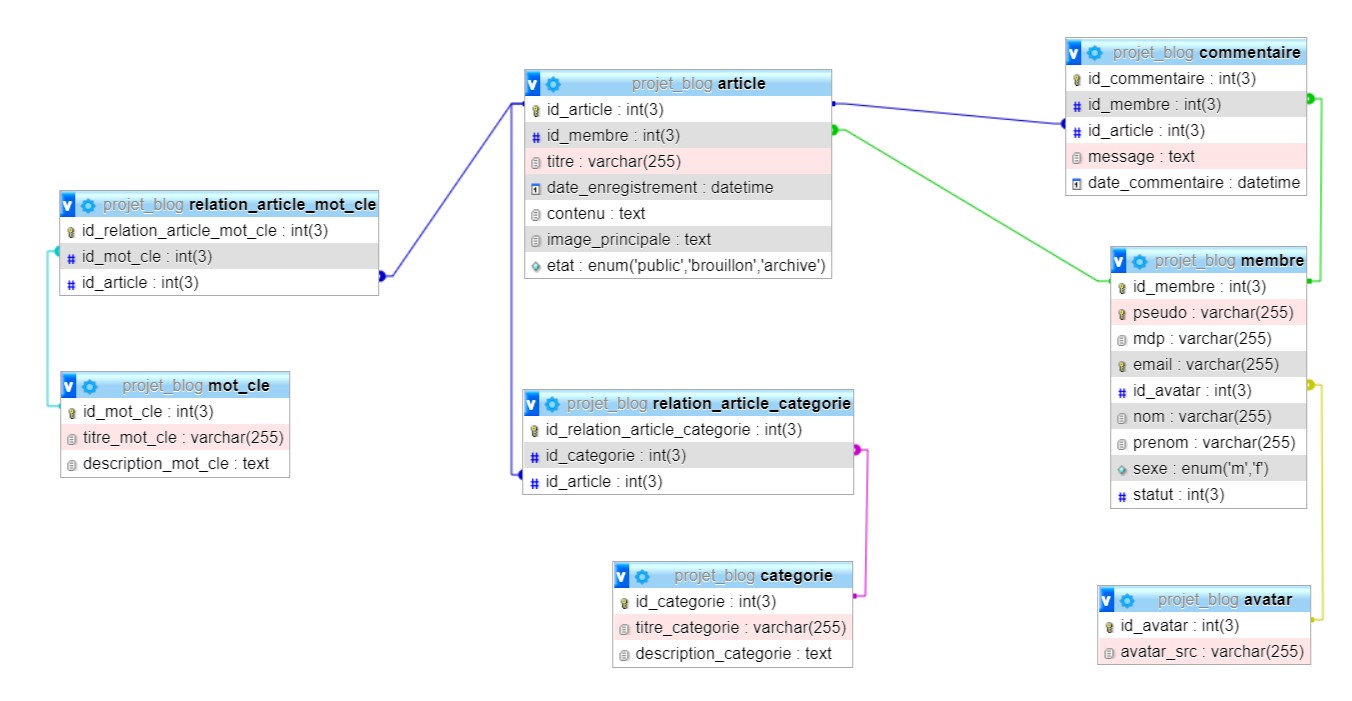 v projet_blog article
id_article : int(3)
id_membre : int(3)
titre : varchar(255)
date_enregistrement : datetime
contenu : text
image_principale : text
etat : enum('public','brouillon','archive')
v projet_blog commentaire
id_commentaire : int(3)
# id_membre : int(3)
# id_article : int(3)
message : text
date_commentaire : datetime
v projet_blog relation_article_mot_cle
id_relation_article_mot_cle : int(3)
# id_mot_cle : int(3)
# id_article : int(3)
v projet_blog membre
id_membre : int(3)
pseudo : varchar(255)
mdp : varchar(255)
email : varchar(255)
# id_avatar : int(3)
nom : varchar(255)
prenom : varchar(255)
sexe : enum('m','f')
# statut : int(3)
v projet_blog mot_cle
id_mot_cle : int(3)
titre_mot_cle : varchar(255)
description_mot_cle : text
v projet_blog relation_article_categorie
id_relation_article_categorie : int(3)
# id_categorie : int(3)
# id_article : int(3)
v projet_blog categorie
id_categorie : int(3)
titre_categorie : varchar(255)
description_categorie : text
v projet_blog avatar
id_avatar : int(3)
avatar_src : varchar(255)